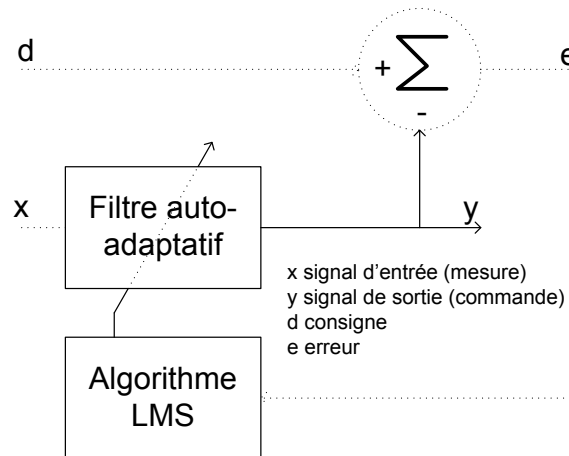 d
+ Σ
e
-
x
Filtre auto-
adaptatif
y
x signal d'entrée (mesure)
y signal de sortie (commande)
d consigne
e erreur
Algorithme
LMS